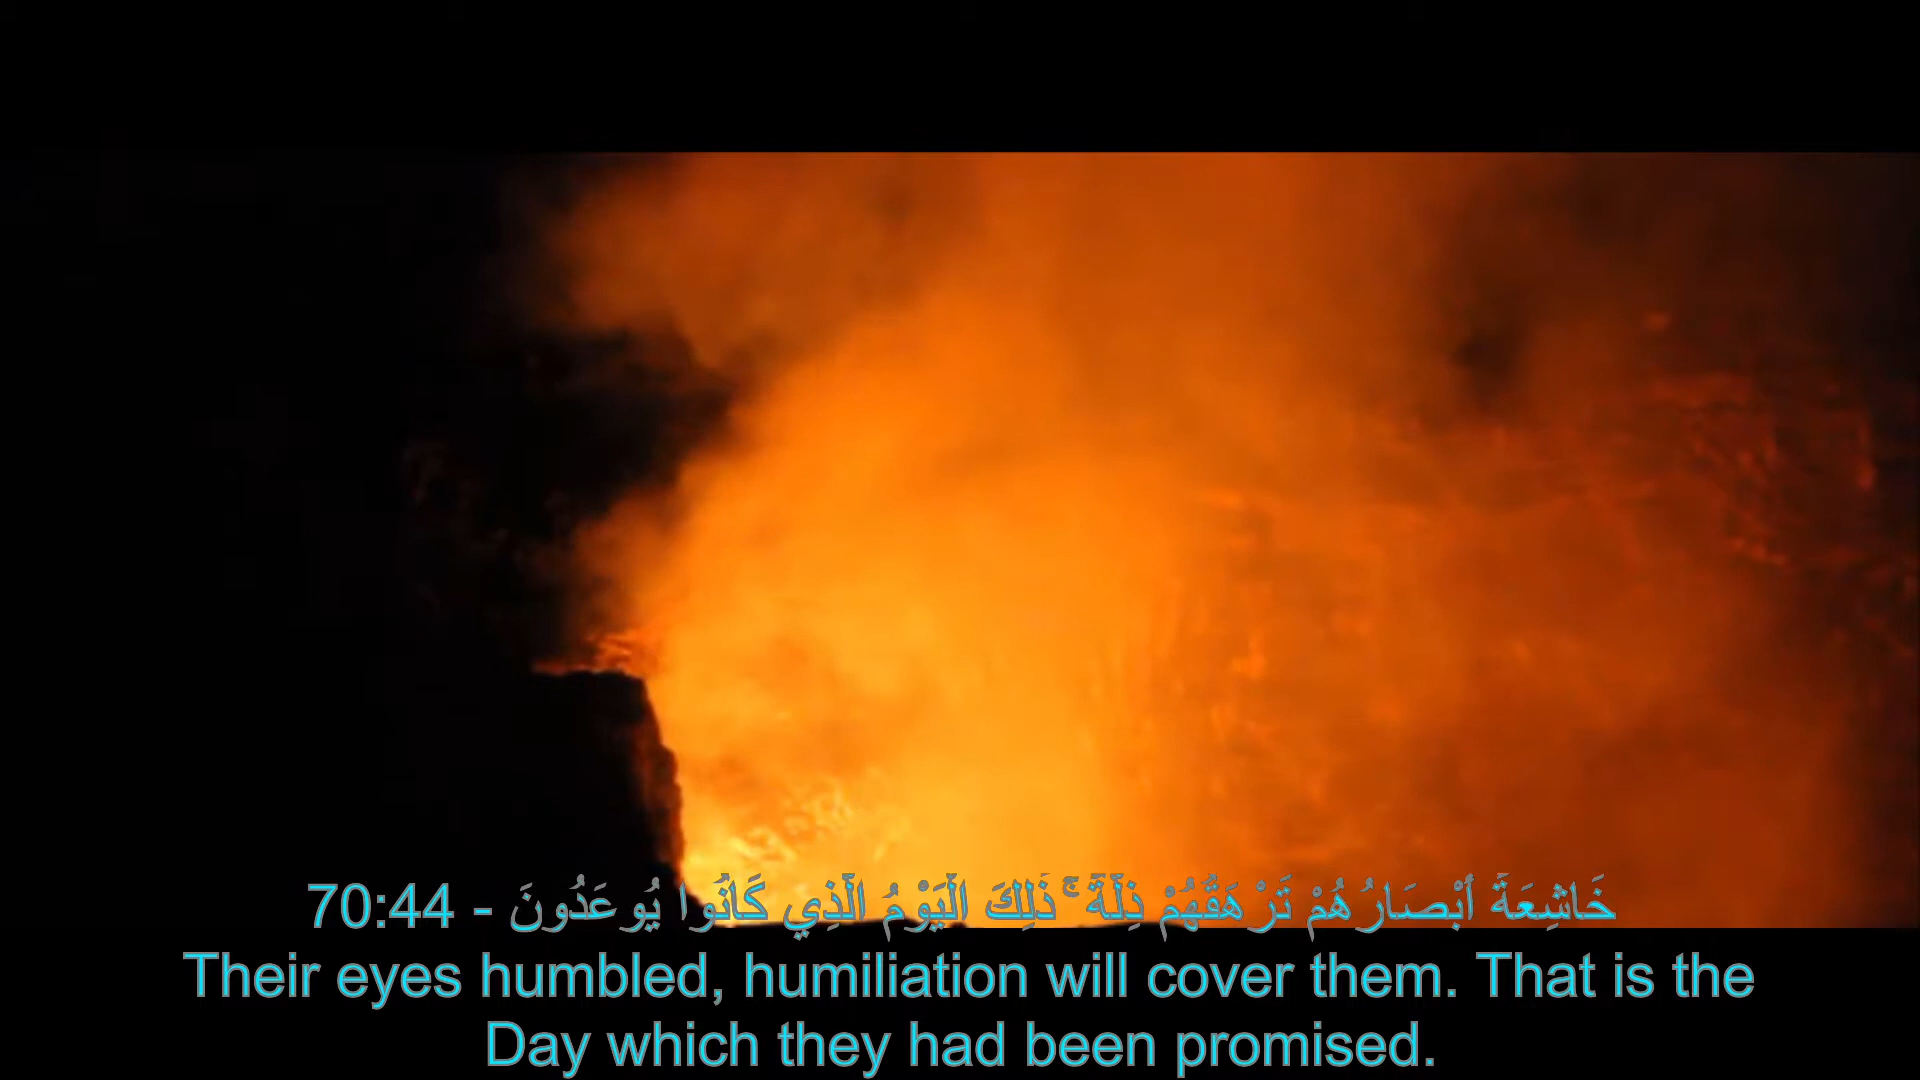 خَاشِعَةً أَبْصَارُهُمْ تَرْهَقُهُمْ ذِلَّةٌ ۚ ذَٰلِكَ الْيَوْمُ الَّذِي كَانُوا يُوعَدُونَ - 70:44
Their eyes humbled, humiliation will cover them. That is the
Day which they had been promised.